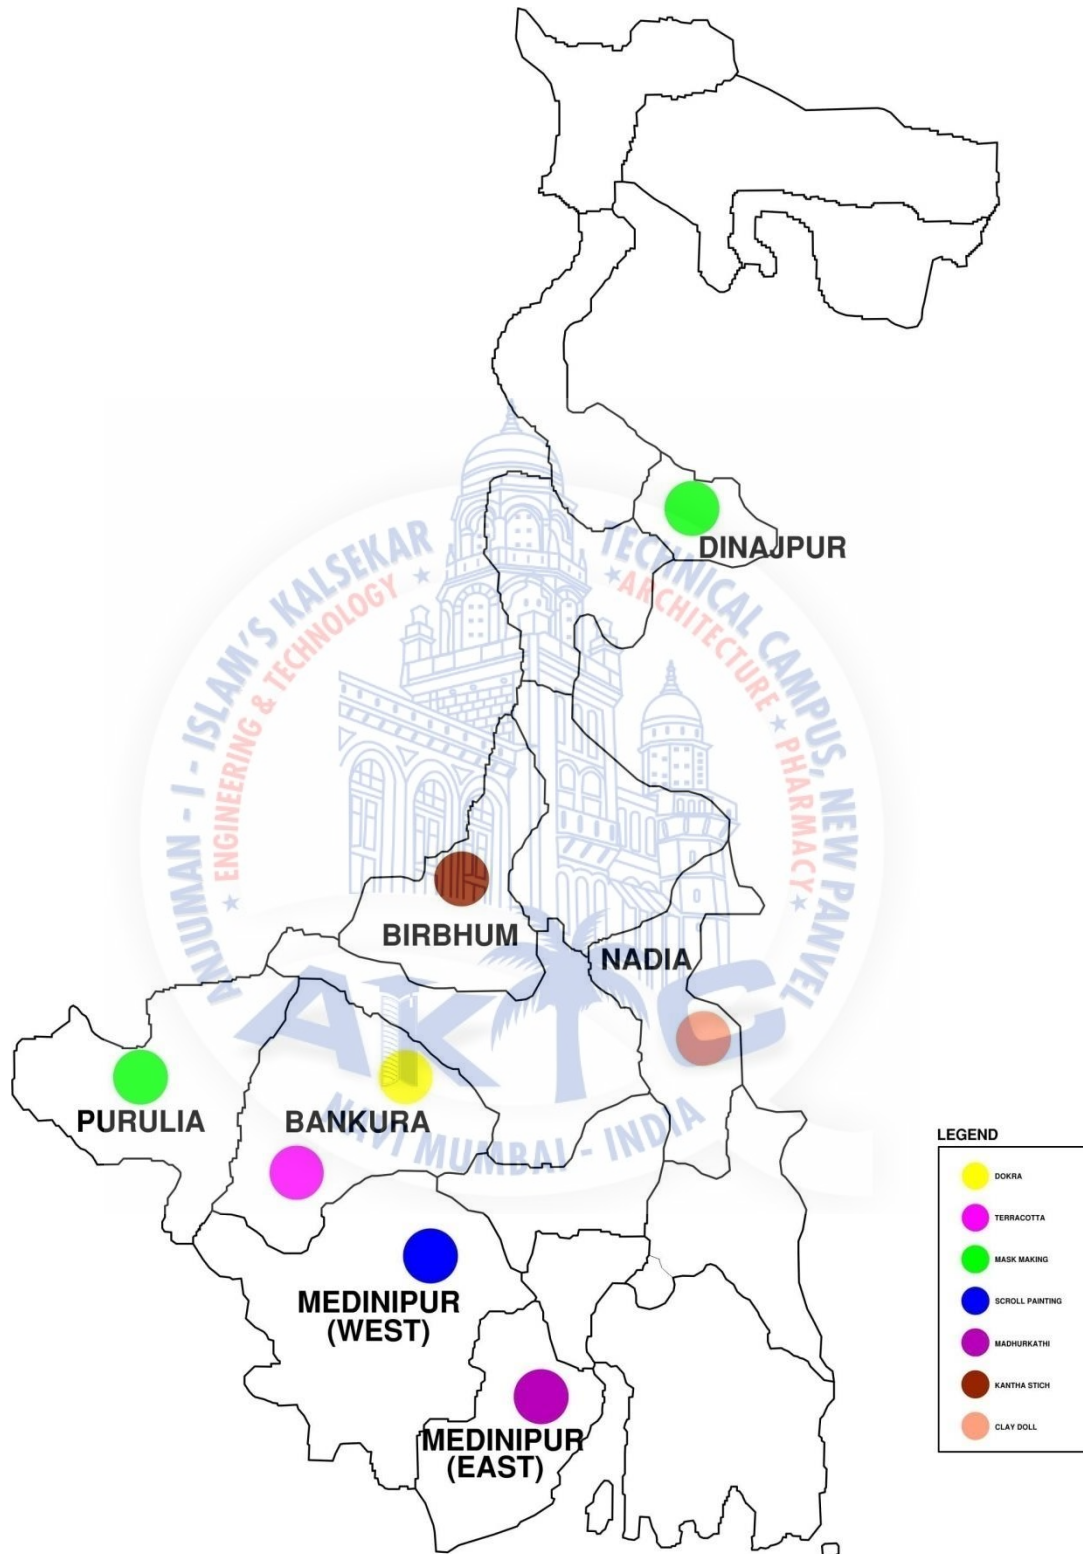 DINAJPUR
BIRBHUM
NADIA
PURULIA
BANKURA
MEDINIPUR
(WEST)
MEDINIPUR
(EAST)
LEGEND
DOKRA
TERRACOTTA
MASK MAKING
SCROLL PAINTING
MADHURKATHI
KANTHA STICH
CLAY DOLL
ANJUMAN - I - ISLAM'S KALSEKAR TECHNICAL CAMPUS, NEW PANVEL
★ ENGINEERING & TECHNOLOGY ★ ★ ARCHITECTURE ★ PHARMACY ★
AKTC
NAVI MUMBAI - INDIA